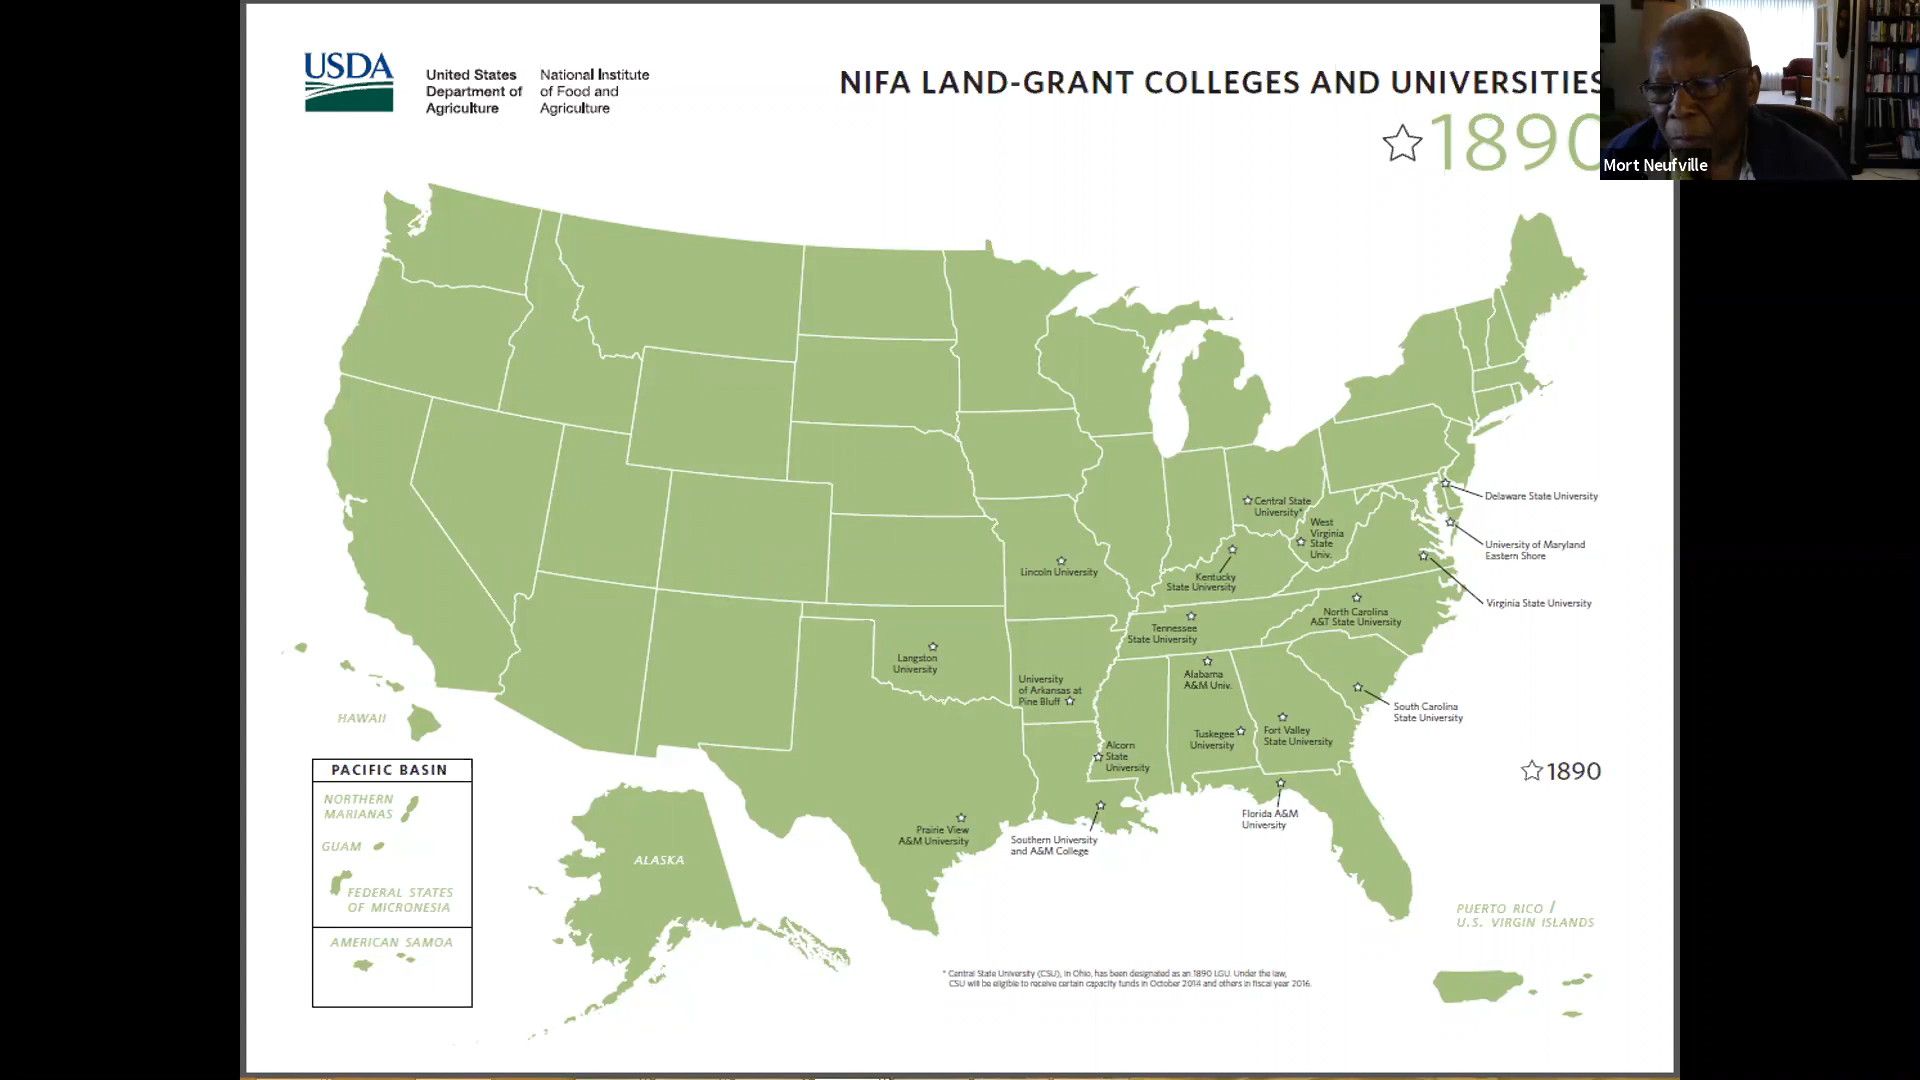 USDA
United States
Department of
Agriculture
National Institute
of Food and
Agriculture
NIFA LAND-GRANT COLLEGES AND UNIVERSITIES
1890
Mort Neufville
Central State
University*
West
Virginia
State
Univ.
Delaware State University
University of Maryland
Eastern Shore
Virginia State University
Lincoln University
Kentucky
State University
North Carolina
A&T State University
Tennessee
State University
Langston
University
University
of Arkansas at
Pine Bluff
Alabama
A&M Univ.
South Carolina
State University
Tuskegee
University
Fort Valley
State University
Alcorn
State
University
Florida A&M
University
Prairie View
A&M University
Southern University
and A&M College
1890
HAWAII
PACIFIC BASIN
NORTHERN
MARIANAS
GUAM
FEDERAL STATES
OF MICRONESIA
AMERICAN SAMOA
ALASKA
PUERTO RICO /
U.S. VIRGIN ISLANDS
* Central State University (CSU), in Ohio, has been designated as an 1890 LGU. Under the law,
CSU will be eligible to receive certain capacity funds in October 2014 and others in fiscal year 2016.